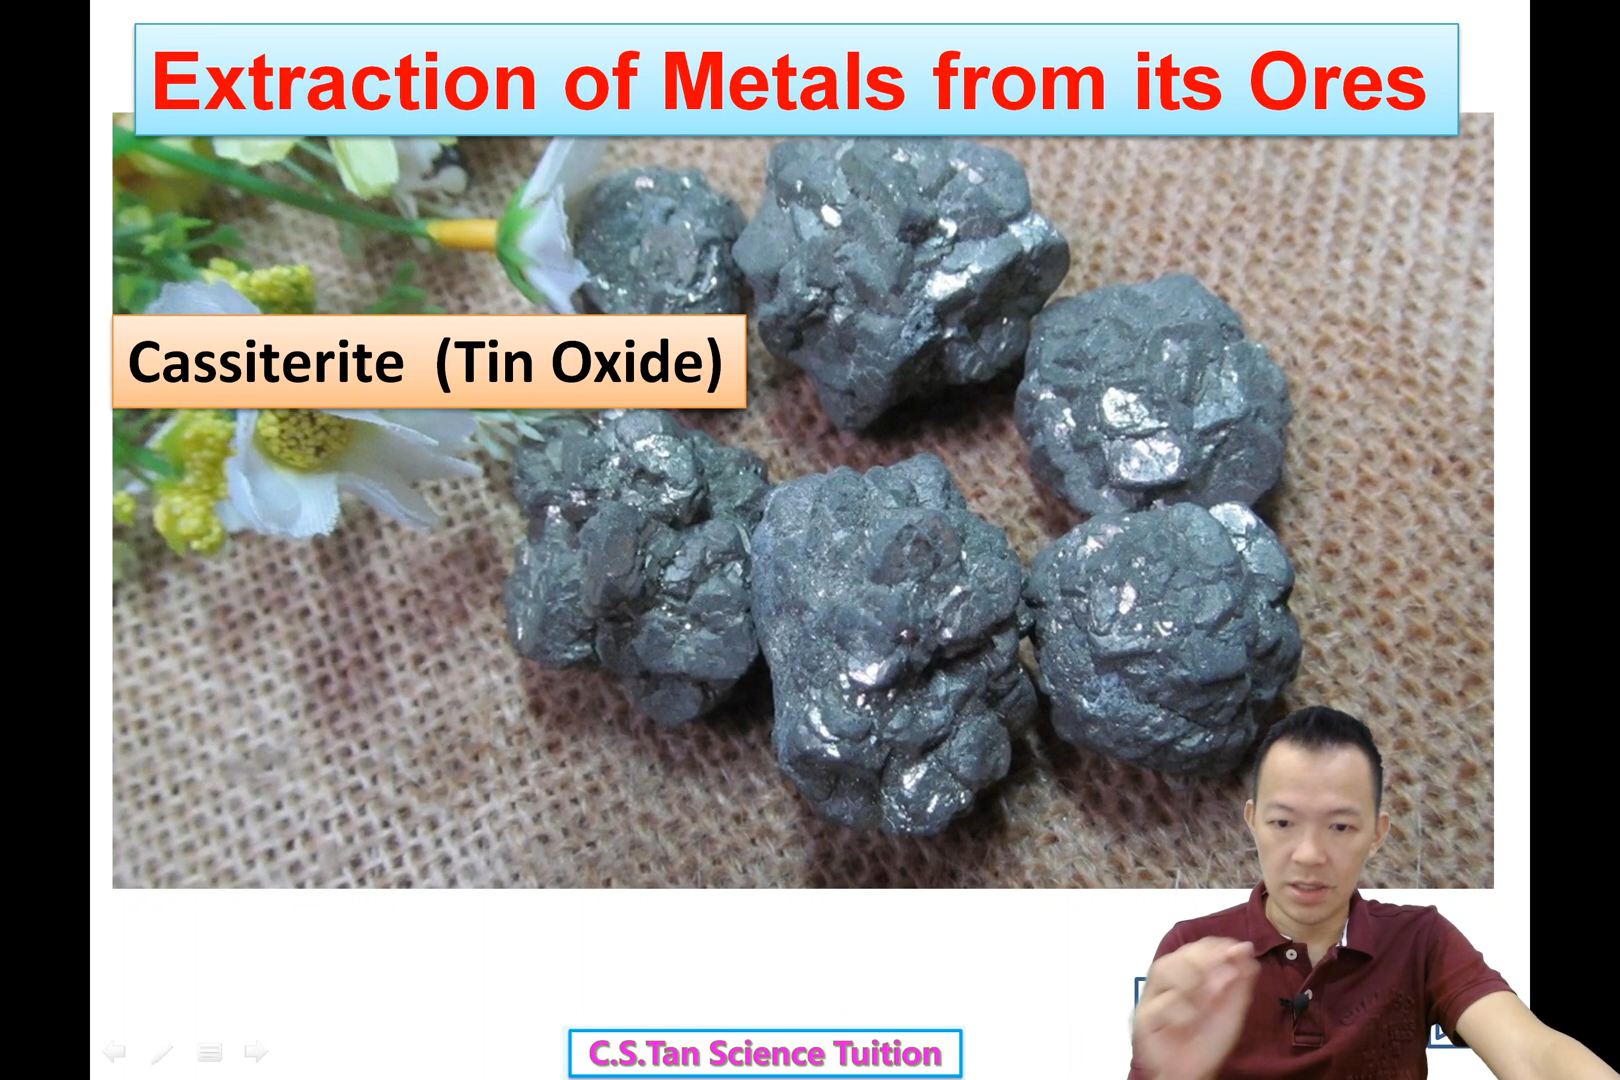 Extraction of Metals from its Ores
Cassiterite (Tin Oxide)
C.S.Tan Science Tuition